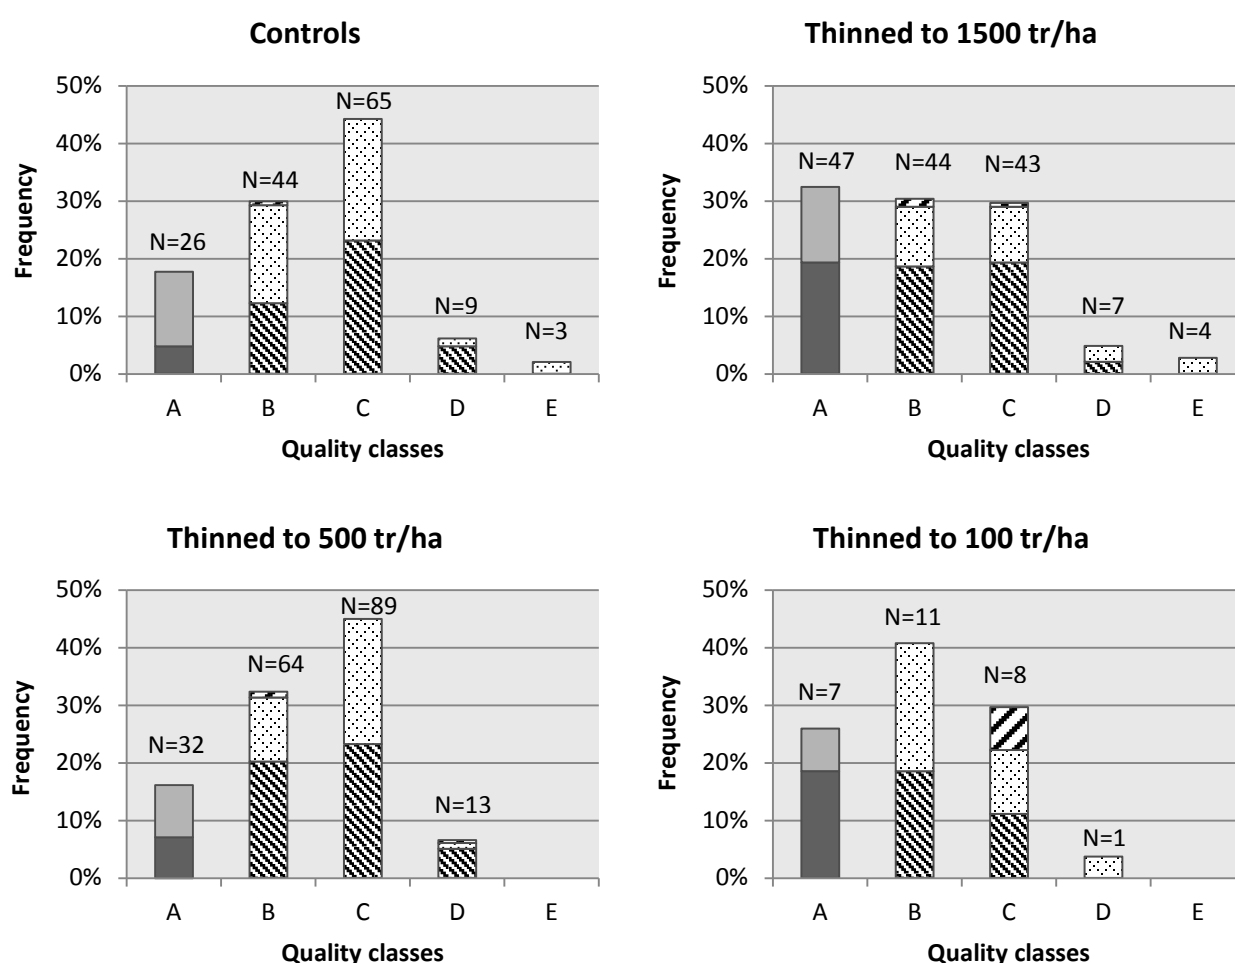 Controls
50%
40%
30%
20%
10%
0%
Frequency
N=26
N=44
N=65
N=9
N=3
A B C D E
Quality classes
Thinned to 1500 tr/ha
50%
40%
30%
20%
10%
0%
Frequency
N=47
N=44
N=43
N=7
N=4
A B C D E
Quality classes
Thinned to 500 tr/ha
50%
40%
30%
20%
10%
0%
Frequency
N=32
N=64
N=89
N=13
A B C D E
Quality classes
Thinned to 100 tr/ha
50%
40%
30%
20%
10%
0%
Frequency
N=7
N=11
N=8
N=1
A B C D E
Quality classes